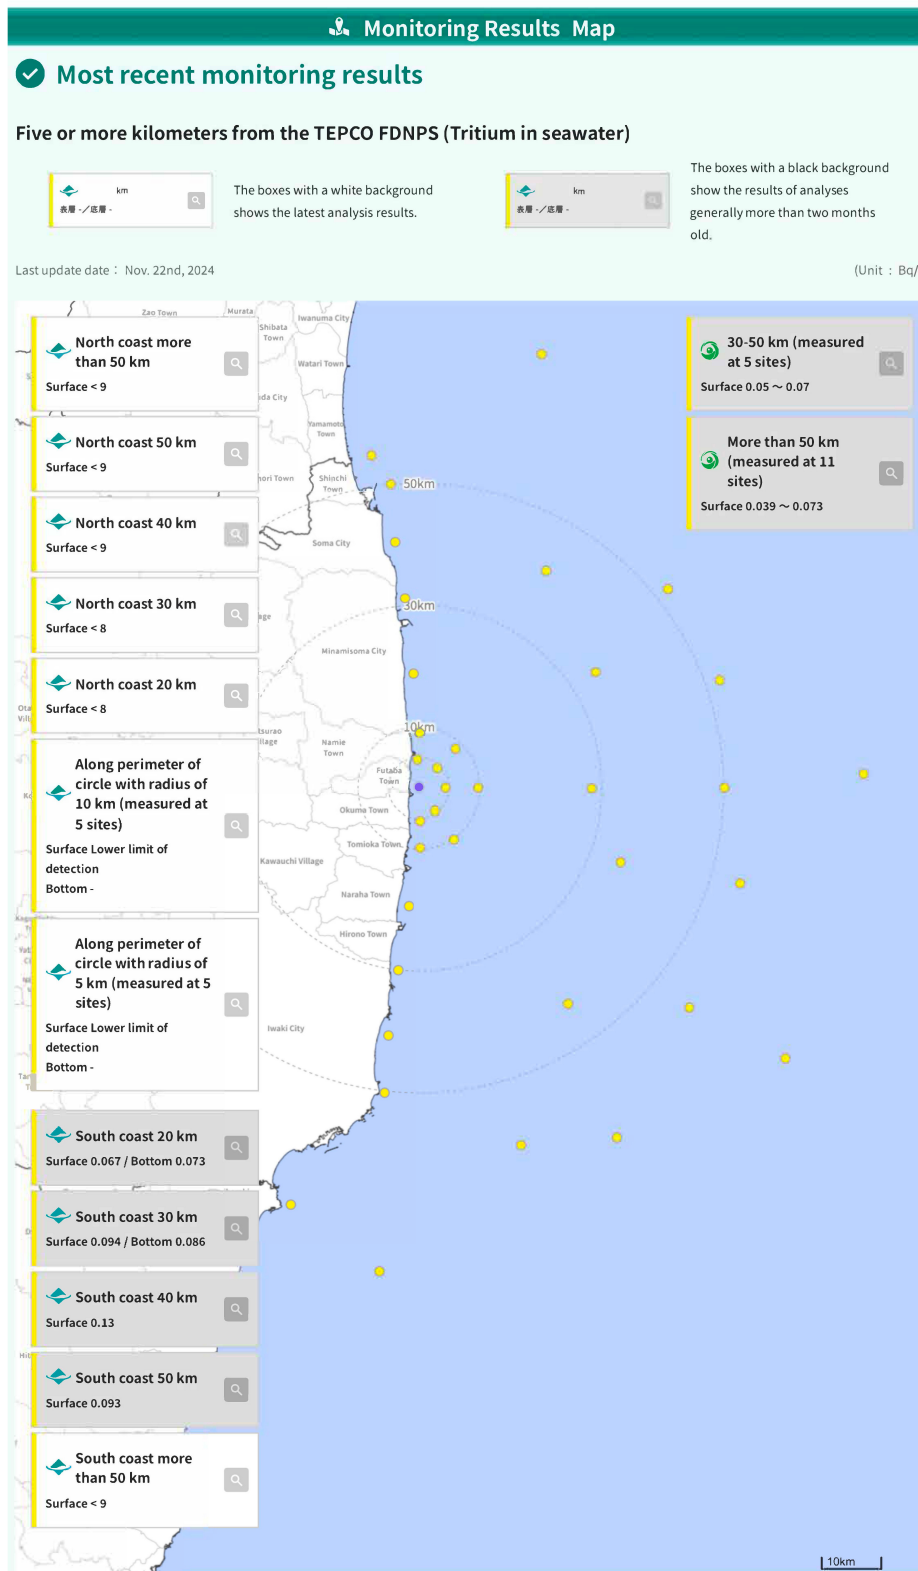 Monitoring Results Map
Most recent monitoring results
Five or more kilometers from the TEPCO FDNPS (Tritium in seawater)
km
表層 -／底層 -
The boxes with a white background
shows the latest analysis results.
km
表層 -／底層 -
The boxes with a black background
show the results of analyses
generally more than two months
old.
Last update date： Nov. 22nd, 2024
(Unit : Bq/
Zao Town
Murata
Iwanuma City
Shibata
Town
Watari Town
da City
Yamamoto
Town
nori Town
Shinchi
Town
50km
Soma City
30km
age
Minamisoma City
10km
Ota
Vill
tsurao
ilage
Namie
Town
Futaba
Town
Okuma Town
Tomioka Town
Kawauchi Village
Naraha Town
Hirono Town
Iwaki City
North coast more
than 50 km
Surface < 9
North coast 50 km
Surface < 9
North coast 40 km
Surface < 9
North coast 30 km
Surface < 8
North coast 20 km
Surface < 8
Along perimeter of
circle with radius of
10 km (measured at
5 sites)
Surface Lower limit of
detection
Bottom -
Along perimeter of
circle with radius of
5 km (measured at 5
sites)
Surface Lower limit of
detection
Bottom -
South coast 20 km
Surface 0.067 / Bottom 0.073
South coast 30 km
Surface 0.094 / Bottom 0.086
South coast 40 km
Surface 0.13
South coast 50 km
Surface 0.093
South coast more
than 50 km
Surface < 9
30-50 km (measured
at 5 sites)
Surface 0.05 ～ 0.07
More than 50 km
(measured at 11
sites)
Surface 0.039 ～ 0.073
10km